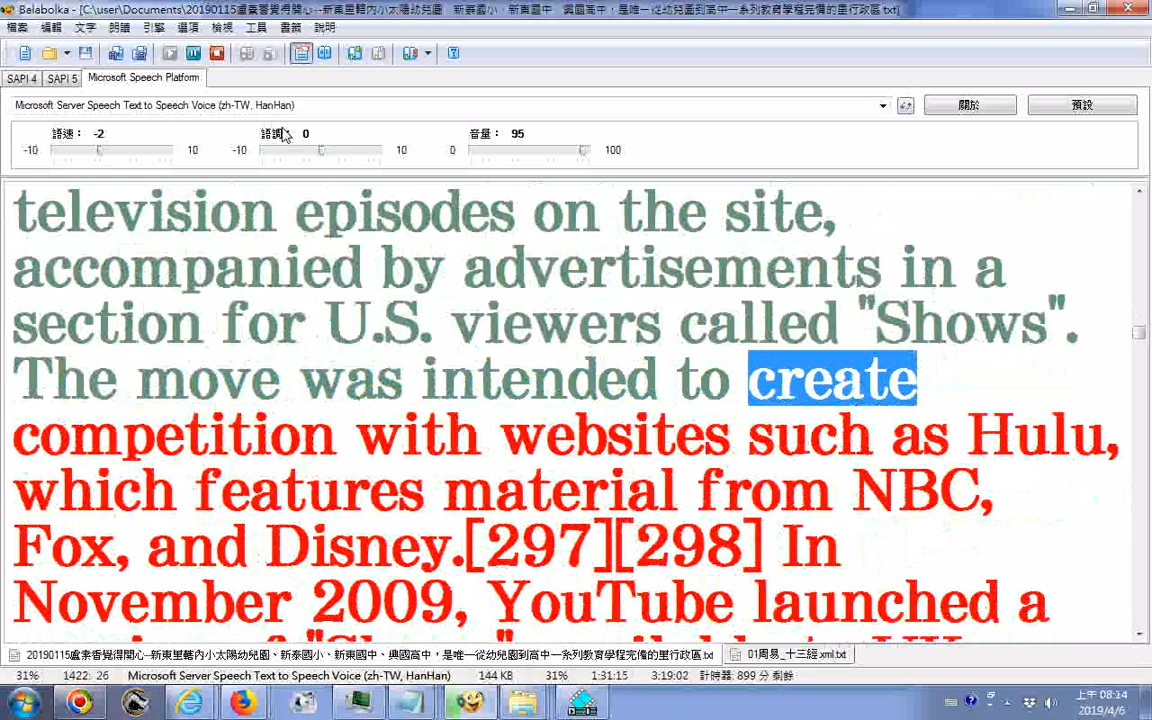 Balabolka - [C:\user\Documents\20190115盧素香覺得開心--新東里轄內小太陽幼兒園、新泰國小、新東國中、興國高中，是唯一從幼兒園到高中一系列教育學程完備的里行政區.txt]
檔案 編輯 文字 朗讀 引擎 選項 檢視 工具 書籤 說明
SAPI 4 SAPI 5 Microsoft Speech Platform
Microsoft Server Speech Text to Speech Voice (zh-TW, HanHan) 關於 預設
語速： -2 語調： 0 音量： 95
-10 10 -10 10 0 100
television episodes on the site,
accompanied by advertisements in a
section for U.S. viewers called "Shows".
The move was intended to create
competition with websites such as Hulu,
which features material from NBC,
Fox, and Disney.[297][298] In
November 2009, YouTube launched a
20190115盧素香覺得開心--新東里轄內小太陽幼兒園、新泰國小、新東國中、興國高中，是唯一從幼兒園到高中一系列教育學程完備的里行政區.txt 01周易_十三經xml.txt
31% 1422: 26 Microsoft Server Speech Text to Speech Voice (zh-TW, HanHan) 144 KB 31% 1:31:15 3:19:02 計時器: 899 分 剩餘
上午 08:14
2019/4/6